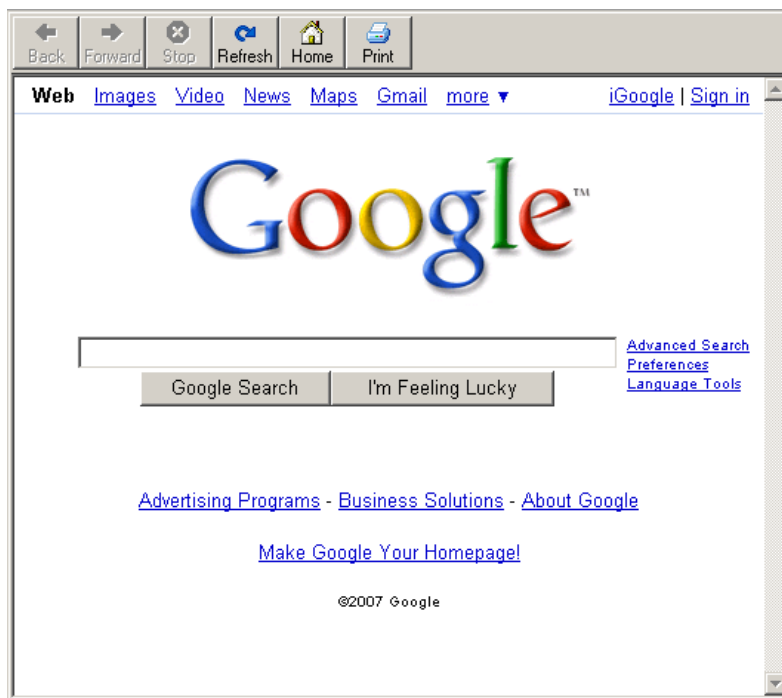 Back Forward Stop Refresh Home Print
Web Images Video News Maps Gmail more ▼ iGoogle | Sign in
Google™
Advanced Search
Preferences
Language Tools
Google Search I'm Feeling Lucky
Advertising Programs - Business Solutions - About Google
Make Google Your Homepage!
©2007 Google